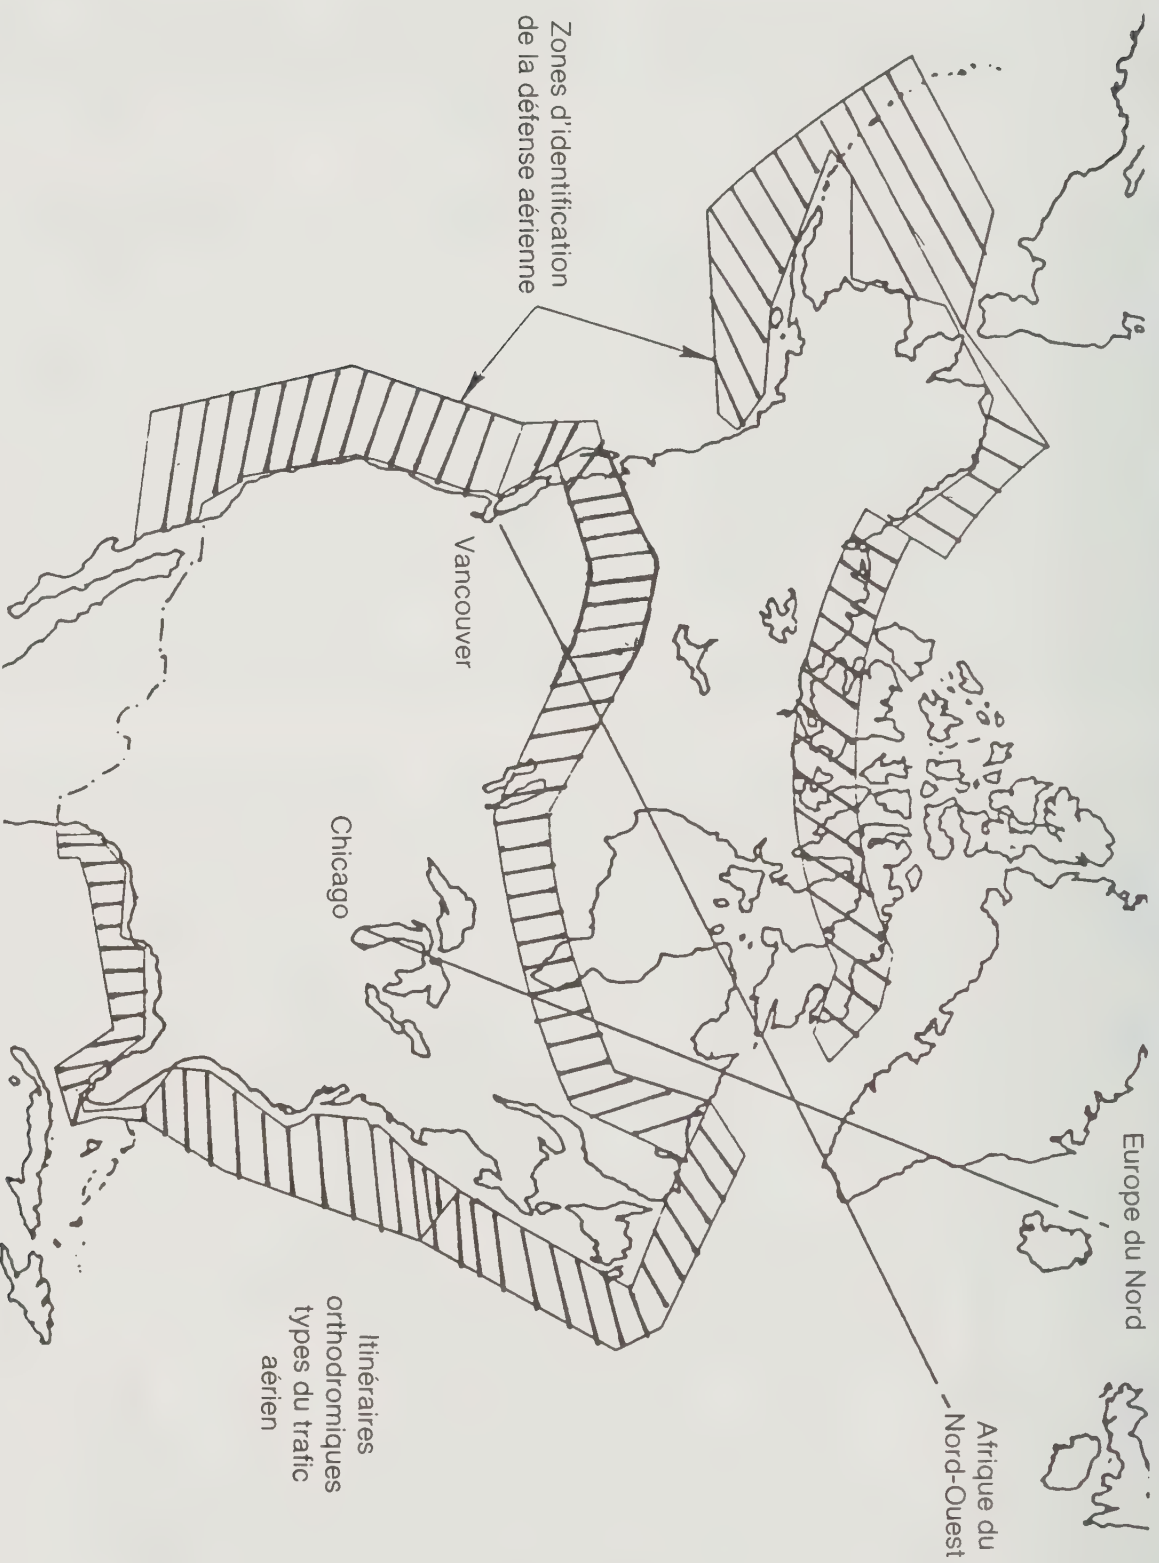 Zones d'identification
de la défense aérienne
Vancouver
Chicago
Europe du Nord
Afrique du
Nord-Ouest
Itinéraires
orthodromiques
types du trafic
aérien